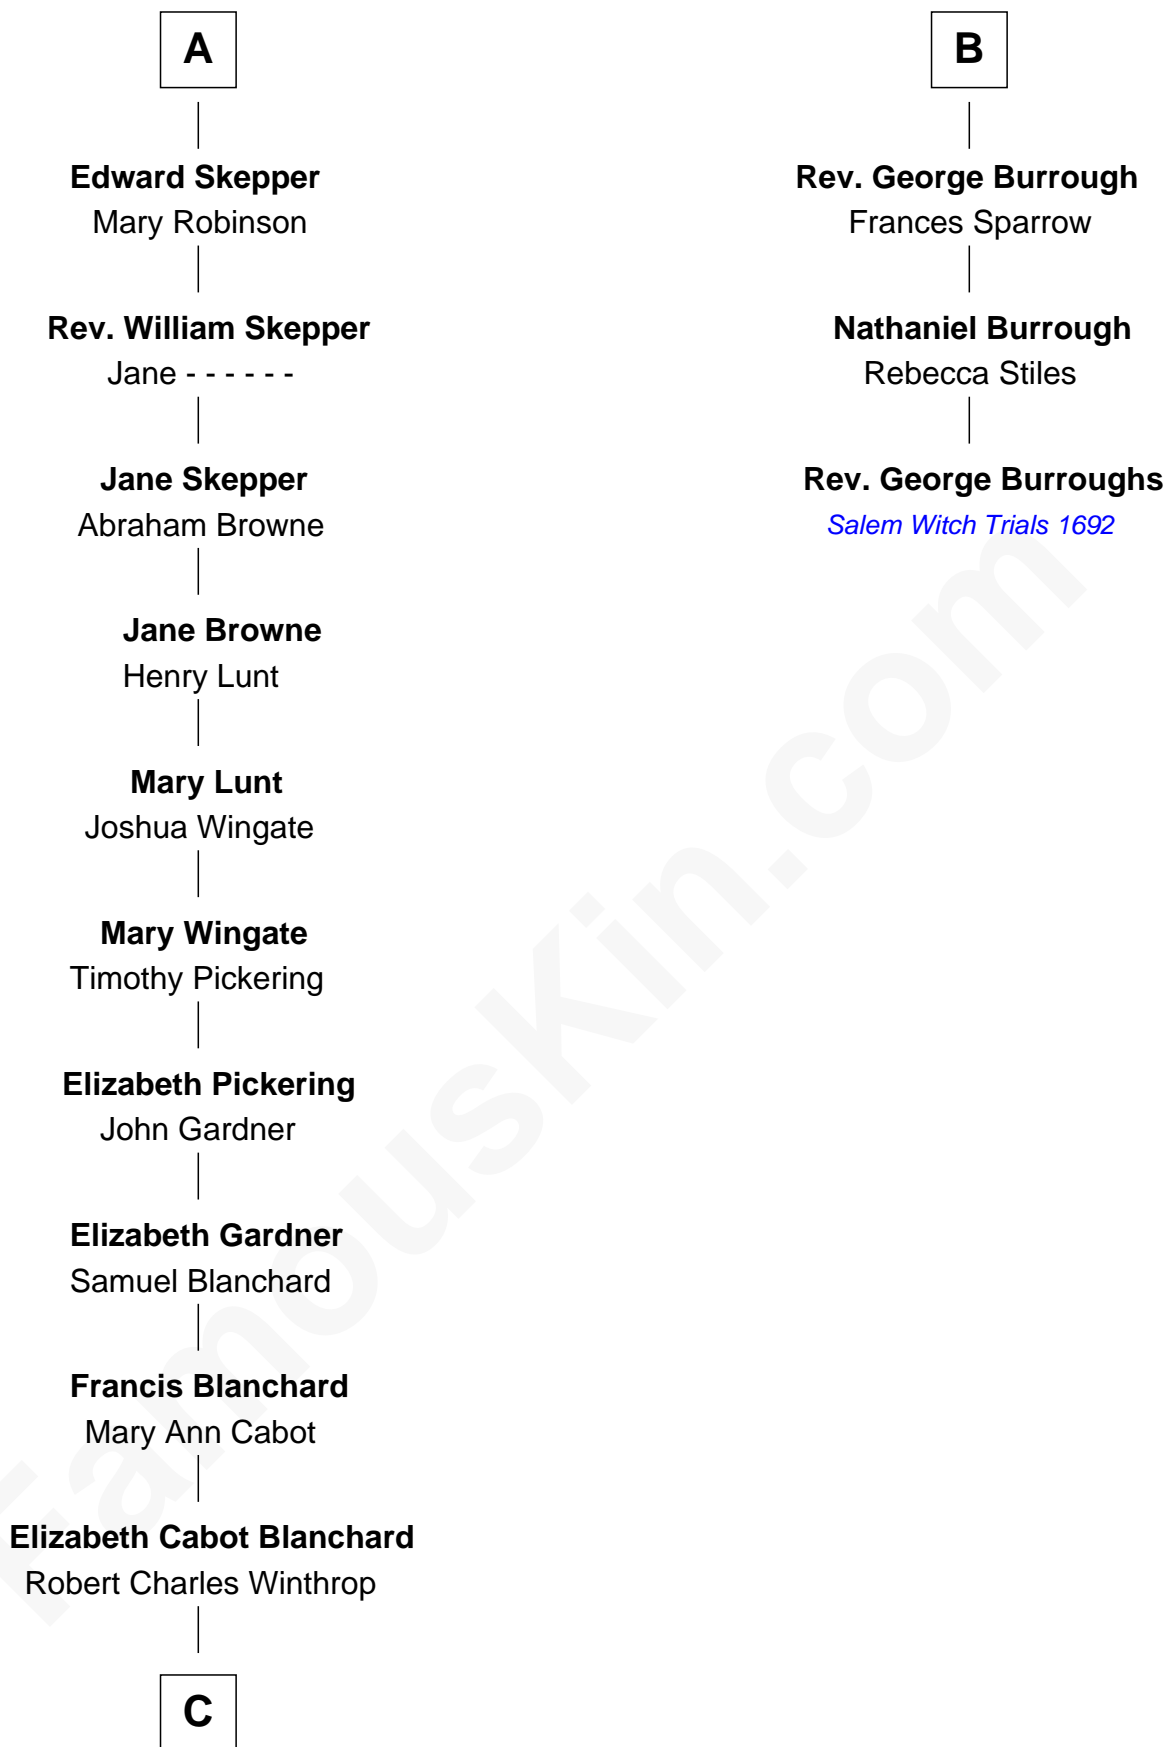 A
Edward Skepper
Mary Robinson
Rev. William Skepper
Jane - - - - - -
Jane Skepper
Abraham Browne
Jane Browne
Henry Lunt
Mary Lunt
Joshua Wingate
Mary Wingate
Timothy Pickering
Elizabeth Pickering
John Gardner
Elizabeth Gardner
Samuel Blanchard
Francis Blanchard
Mary Ann Cabot
Elizabeth Cabot Blanchard
Robert Charles Winthrop
C
B
Rev. George Burrough
Frances Sparrow
Nathaniel Burrough
Rebecca Stiles
Rev. George Burroughs
Salem Witch Trials 1692
FamousKin.com